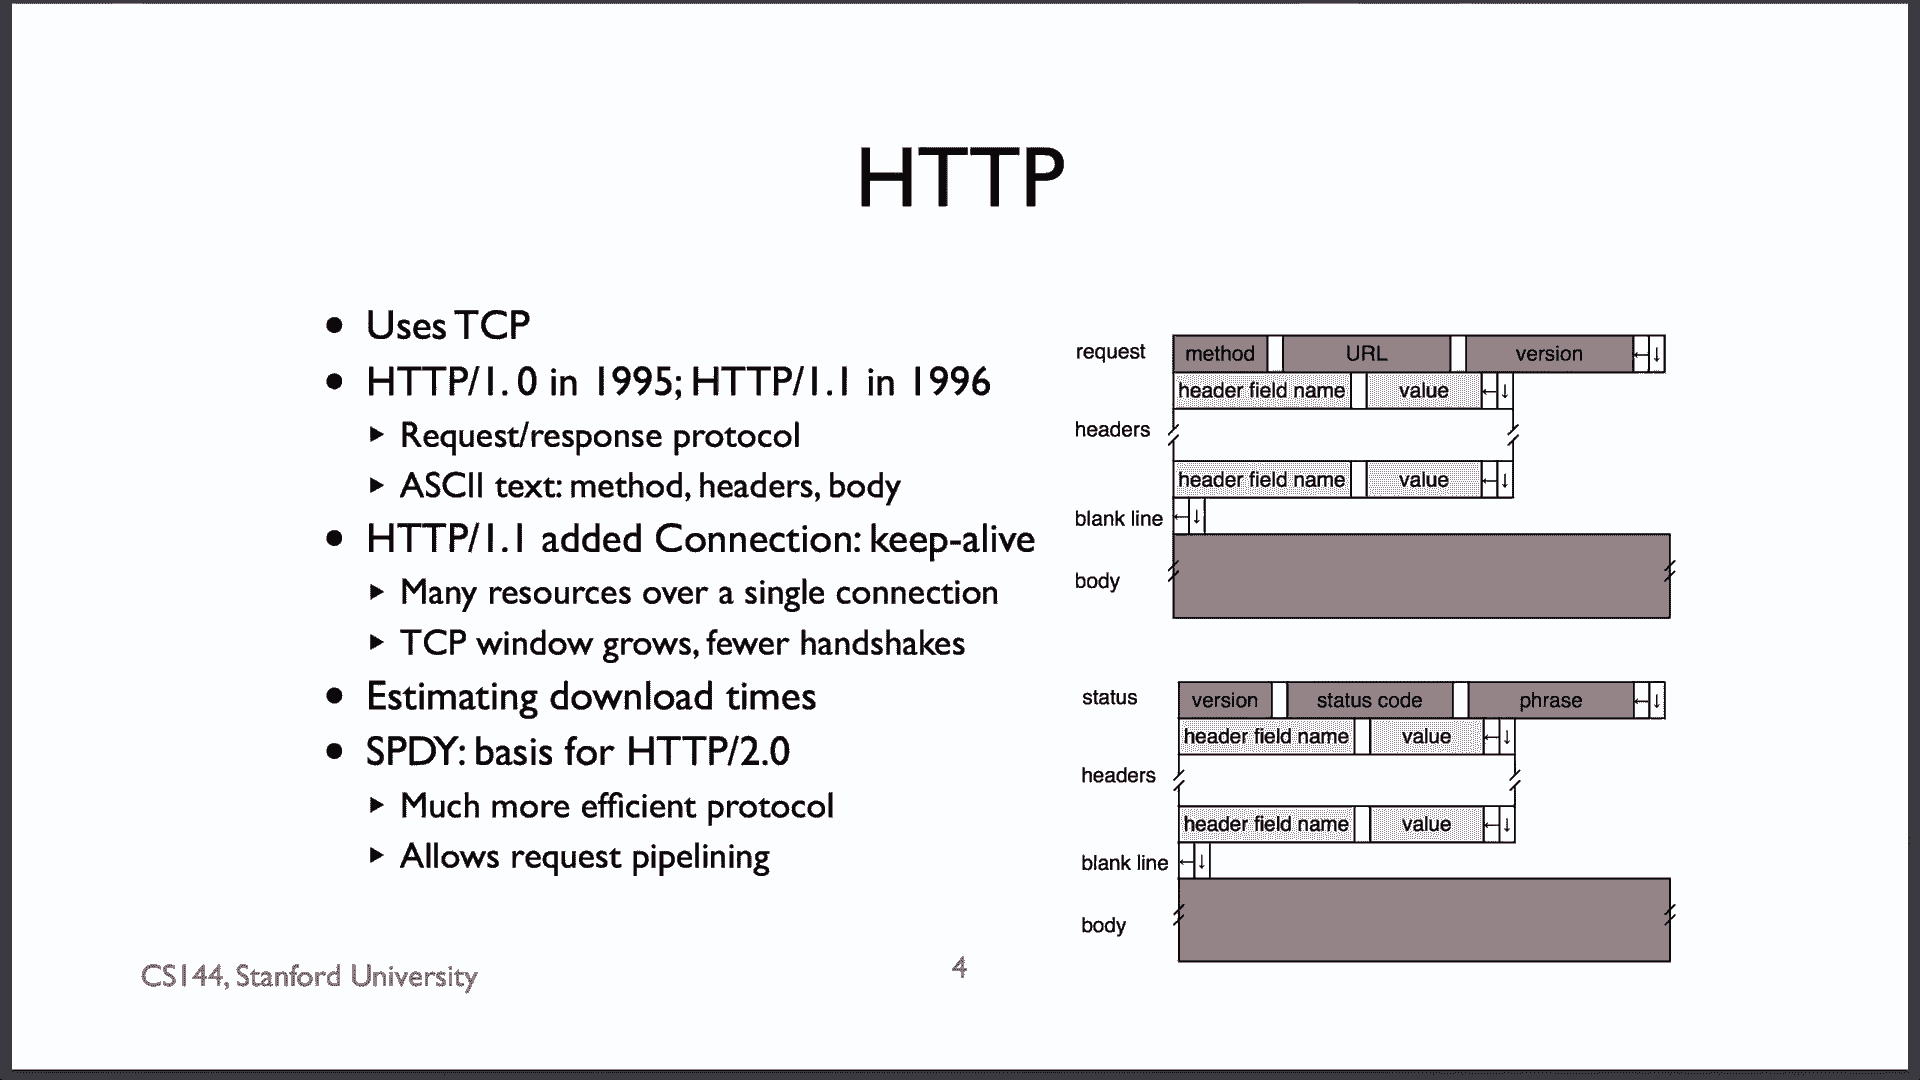 HTTP
• Uses TCP
• HTTP/1.0 in 1995; HTTP/1.1 in 1996
▸ Request/response protocol
▸ ASCII text: method, headers, body
• HTTP/1.1 added Connection: keep-alive
▸ Many resources over a single connection
▸ TCP window grows, fewer handshakes
• Estimating download times
• SPDY: basis for HTTP/2.0
▸ Much more efficient protocol
▸ Allows request pipelining
request method URL version ←↓
header field name value ←↓
headers
header field name value ←↓
blank line ←↓
body
status version status code phrase ←↓
header field name value ←↓
headers
header field name value ←↓
blank line ←↓
body
CS144, Stanford University
4